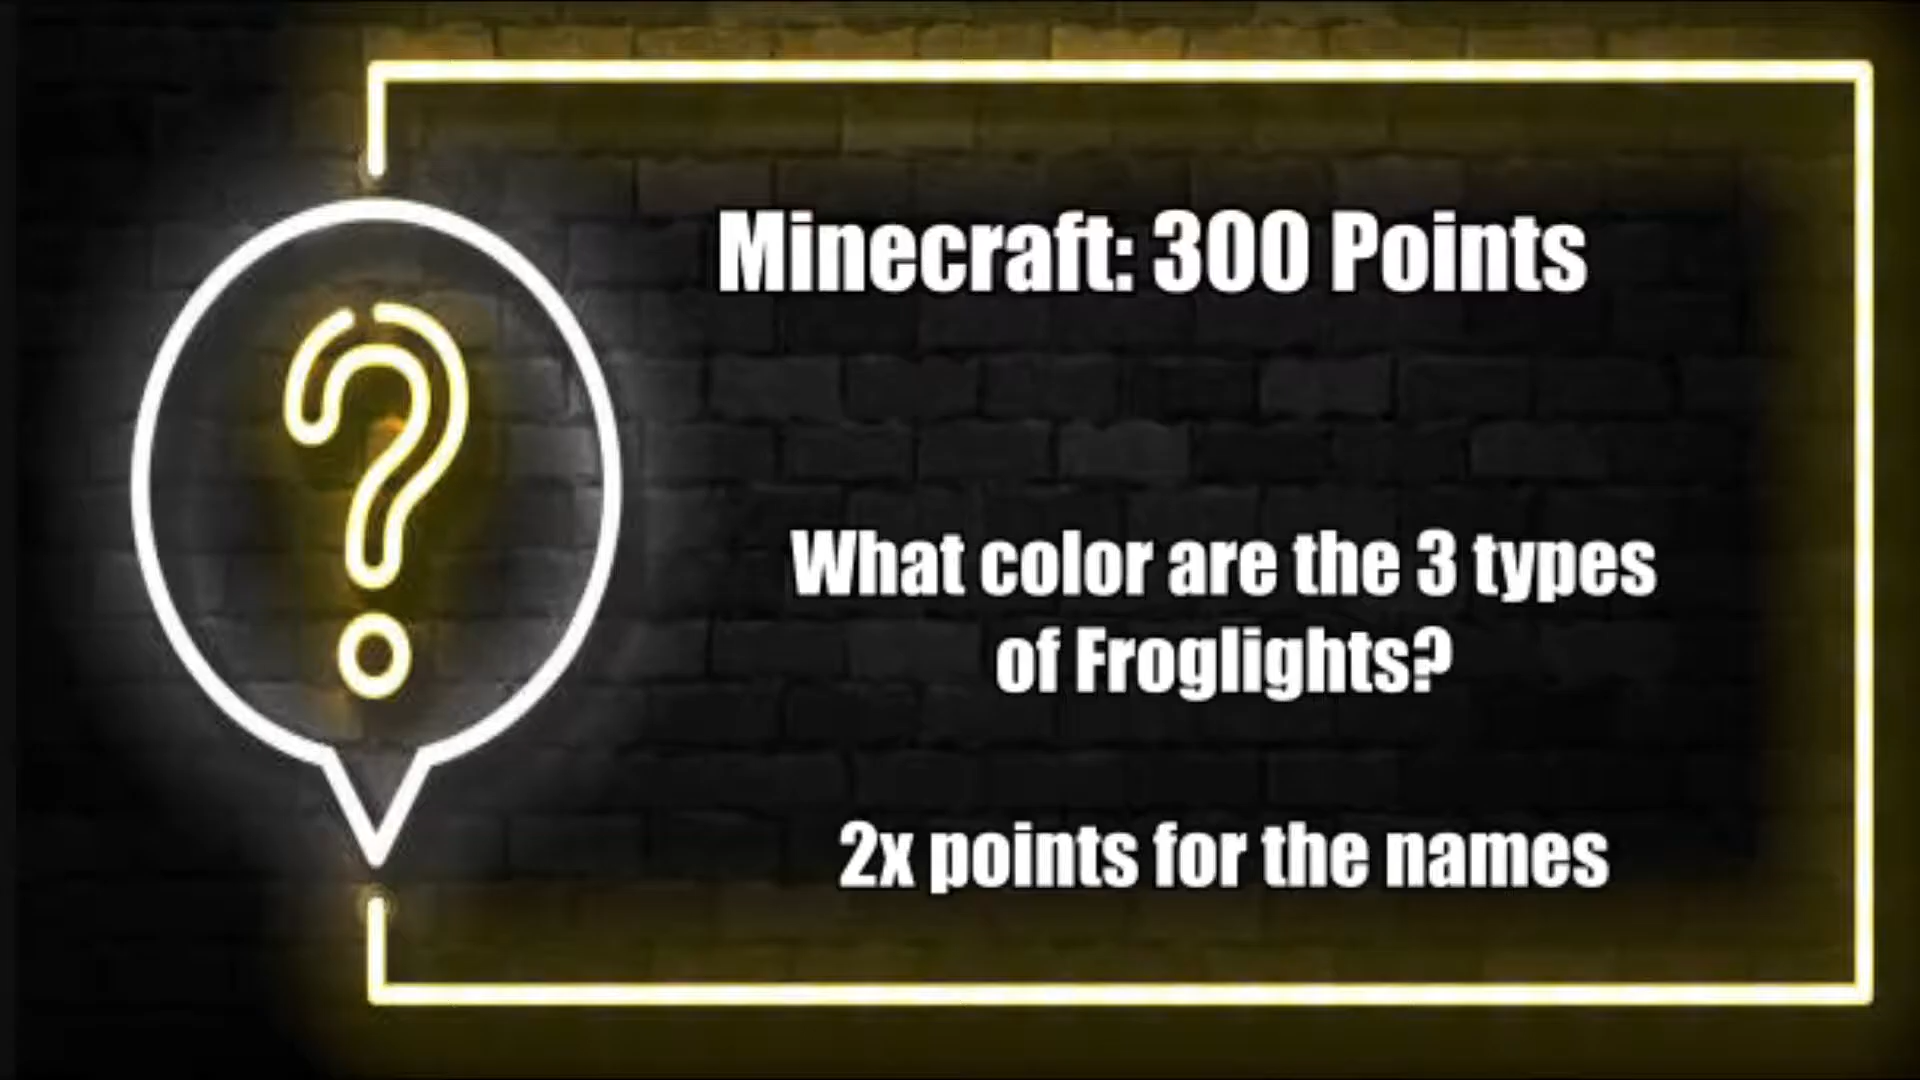 Minecraft: 300 Points
What color are the 3 types
of Froglights?
2x points for the names